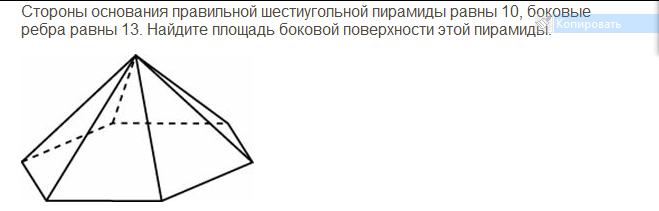 Стороны основания правильной шестиугольной пирамиды равны 10, боковые
ребра равны 13. Найдите площадь боковой поверхности этой пирамиды.
Копировать